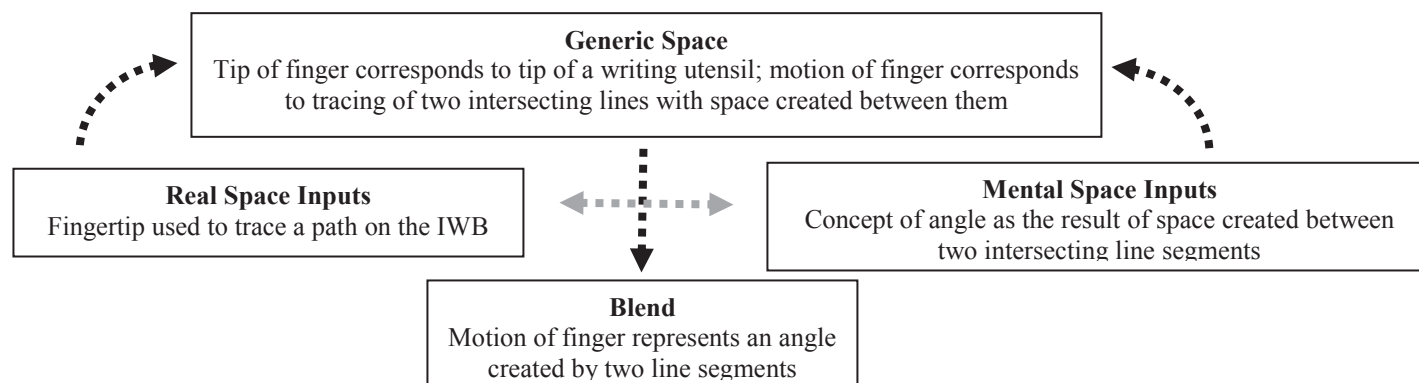 Generic Space
Tip of finger corresponds to tip of a writing utensil; motion of finger corresponds
to tracing of two intersecting lines with space created between them
Real Space Inputs
Fingertip used to trace a path on the IWB
Mental Space Inputs
Concept of angle as the result of space created between
two intersecting line segments
Blend
Motion of finger represents an angle
created by two line segments